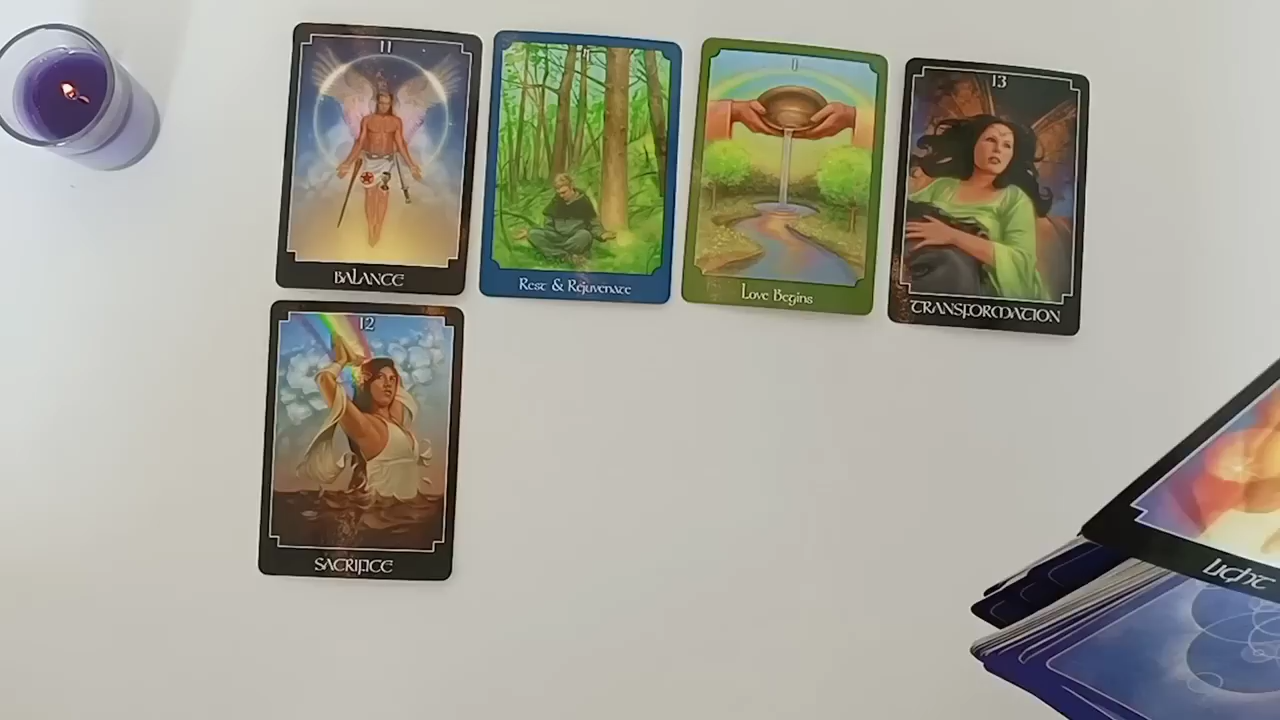 11
BALANCE
Rest & Rejuvenate
1
Love Begins
13
TRANSFORMATION
12
SACRIFICE
LIGHT